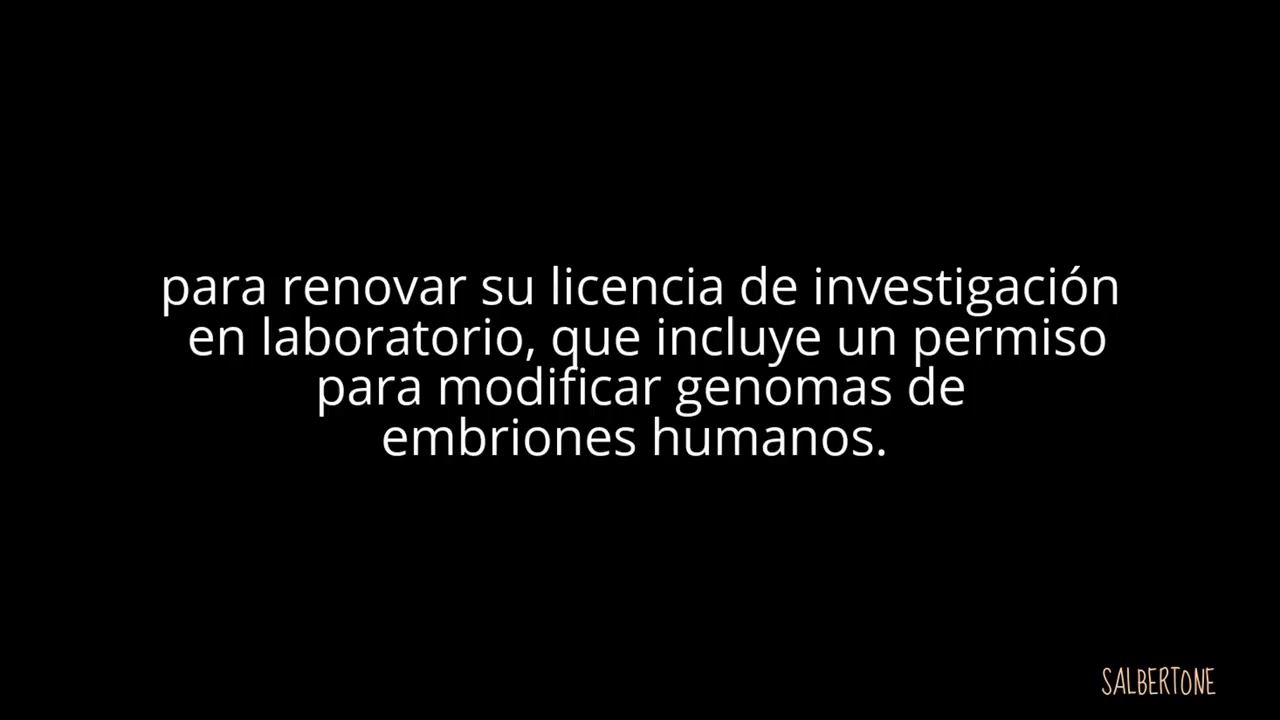 para renovar su licencia de investigación
en laboratorio, que incluye un permiso
para modificar genomas de
embriones humanos.
SALBERTONE